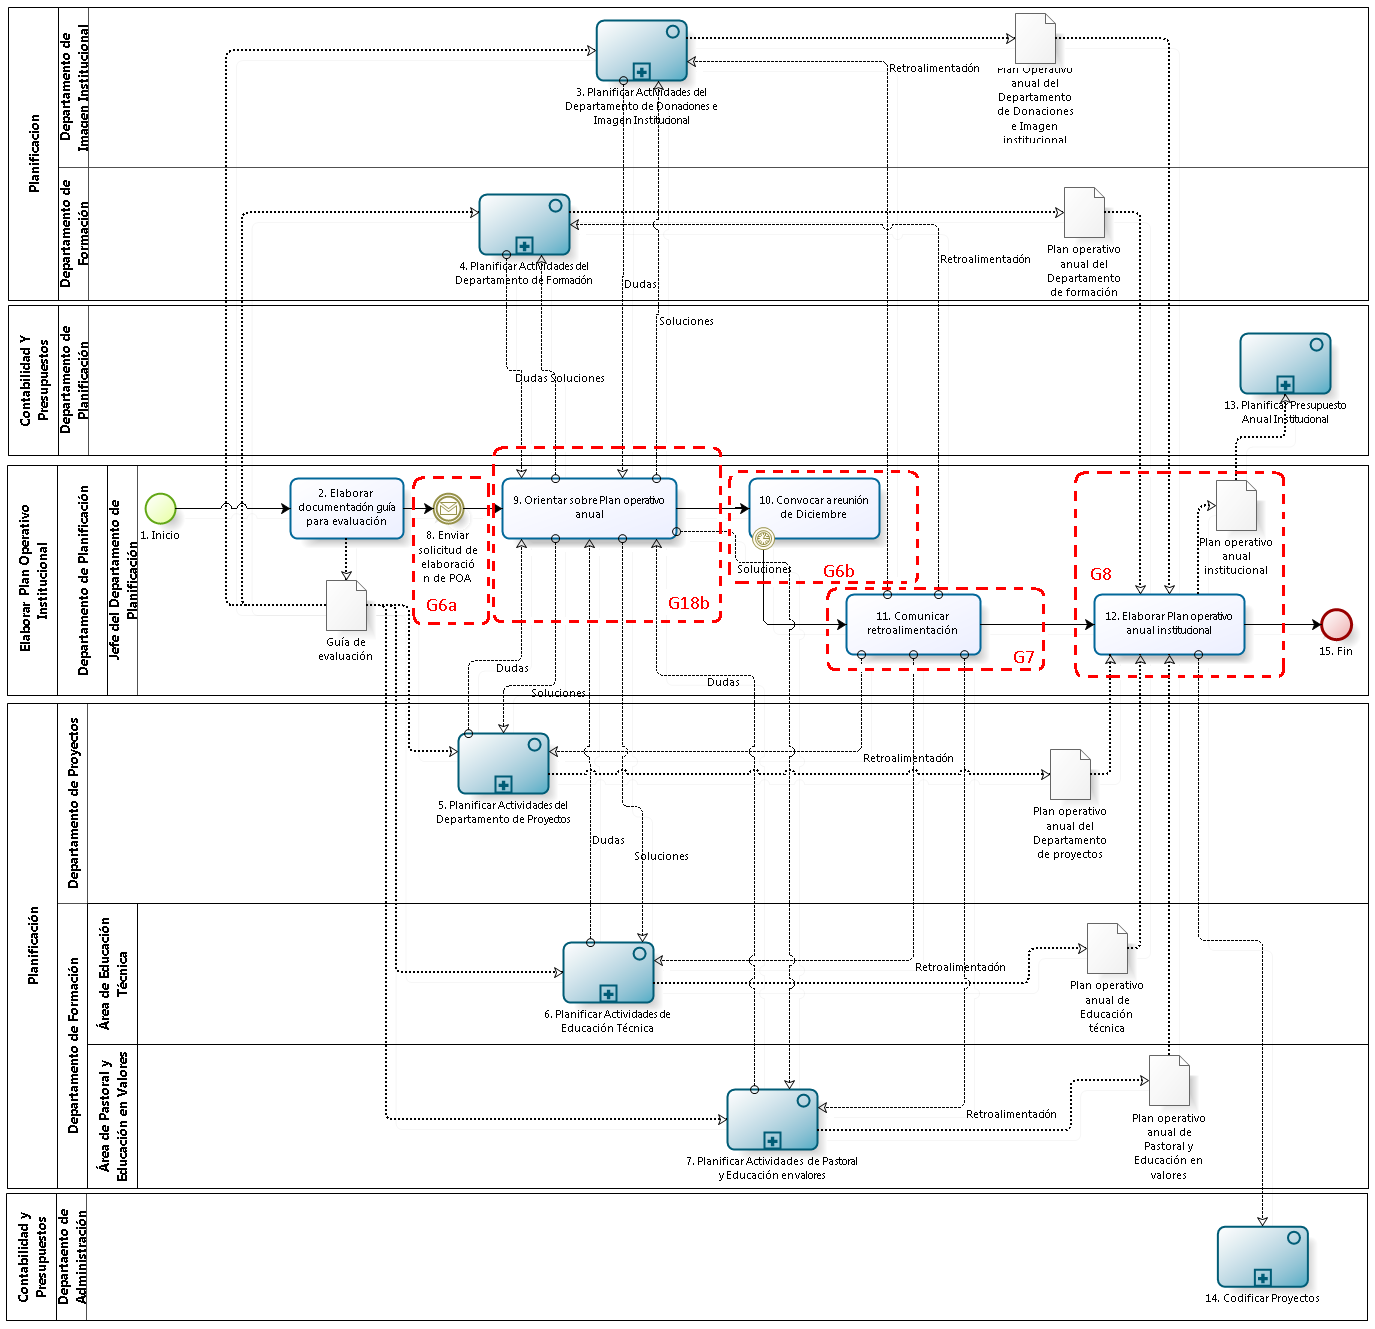 Planificacion
Departamento de
Imagen Institucional
3. Planificar Actividades del
Departamento de Donaciones e
Imagen Institucional
Retroalimentación
Plan Operativo
anual del
Departamento
de Donaciones
e Imagen
institucional
Departamento de
Formación
4. Planificar Actividades del
Departamento de Formación
Dudas
Retroalimentación
Plan operativo
anual del
Departamento
de formación
Contabilidad Y
Presupuestos
Departamento de
Planificación
Soluciones
Dudas
Soluciones
13. Planificar Presupuesto
Anual Institucional
Elaborar Plan Operativo
Institucional
Departamento de Planificación
Jefe del Departamento de
Planificación
1. Inicio
2. Elaborar
documentación guía
para evaluación
Guía de
evaluación
8. Enviar
solicitud de
elaboració
n de POA
G6a
9. Orientar sobre Plan operativo
anual
G18b
10. Convocar a reunión
de Diciembre
Soluciones
G6b
11. Comunicar
retroalimentación
G7
G8
Plan operativo
anual
institucional
12. Elaborar Plan operativo
anual institucional
15. Fin
Dudas
Soluciones
Dudas
Planificación
Departamento de Proyectos
5. Planificar Actividades del
Departamento de Proyectos
Retroalimentación
Plan operativo
anual del
Departamento
de proyectos
Dudas
Soluciones
Departamento de Formación
Área de Educación
Técnica
6. Planificar Actividades de
Educación Técnica
Retroalimentación
Plan operativo
anual de
Educación
técnica
Área de Pastoral y
Educación en Valores
7. Planificar Actividades de Pastoral
y Educación en valores
Retroalimentación
Plan operativo
anual de
Pastoral y
Educación en
valores
Contabilidad y
Presupuestos
Departaento de
Administración
14. Codificar Proyectos